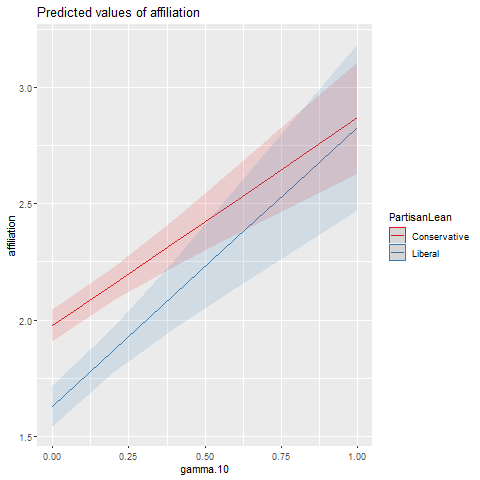 Predicted values of affiliation
affiliation
3.0
2.5
2.0
1.5
0.00 0.25 0.50 0.75 1.00
gamma.10
PartisanLean
Conservative
Liberal